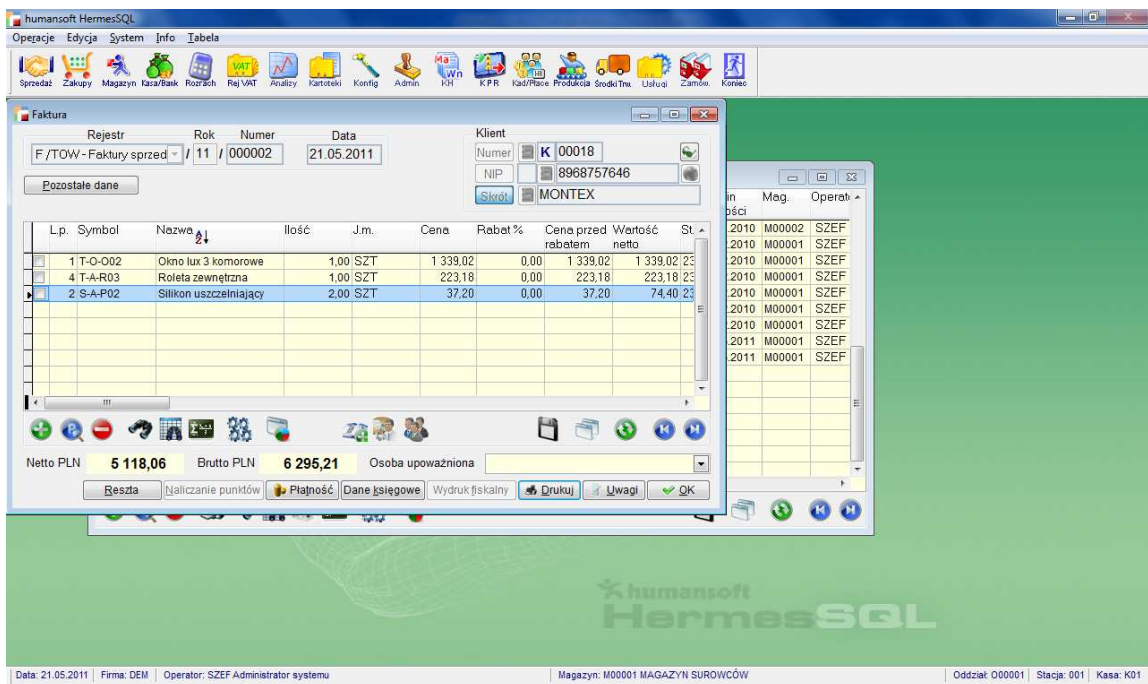 humansoft HermesSQL
Operacje Edycja System Info Tabela
Sprzedaż Zakupy Magazyn Kasa/Bank Rozrach Rej VAT Analizy Kartoteki Konfig Admin KH KPR Kad/Płace Produkcja Środki Trw. Usługi Zamów. Koniec
Faktura
Rejestr Rok Numer Data Klient
F /TOW - Faktury sprzed / 11 / 000002 21.05.2011 Numer K 00018
NIP 8968757646
Pozostałe dane
Skrót MONTEX
L.p. Symbol Nazwa Ilość J.m. Cena Rabat % Cena przed rabatem Wartość netto St
1 T-O-002 Okno lux 3 komorowe 1,00 SZT 1 339,02 0,00 1 339,02 1 339,02 23
4 T-A-R03 Roleta zewnętrzna 1,00 SZT 223,18 0,00 223,18 223,18 23
2 S-A-P02 Silikon uszczelniający 2,00 SZT 37,20 0,00 37,20 74,40 23
Mag. Operat
.2010 M00002 SZEF
.2010 M00001 SZEF
.2010 M00001 SZEF
.2010 M00001 SZEF
.2010 M00001 SZEF
.2010 M00001 SZEF
.2010 M00001 SZEF
.2011 M00001 SZEF
.2011 M00001 SZEF
Netto PLN 5 118,06 Brutto PLN 6 295,21 Osoba upoważniona
Reszta Naliczanie punktów Płatność Dane księgowe Wydruk fiskalny Drukuj Uwagi OK
humansoft
HermesSQL
Data: 21.05.2011 Firma: DEM Operator: SZEF Administrator systemu Magazyn: M00001 MAGAZYN SUROWCÓW Oddział: O00001 Stacja: 001 Kasa: K01